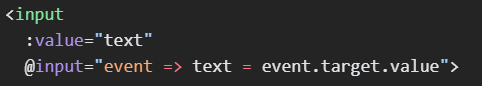 <input
  :value="text"
  @input="event => text = event.target.value">